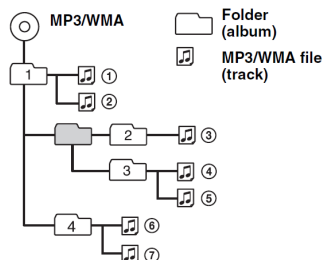 MP3/WMA
Folder
(album)
MP3/WMA file
(track)
1
①
②
2
③
3
④
⑤
4
⑥
⑦